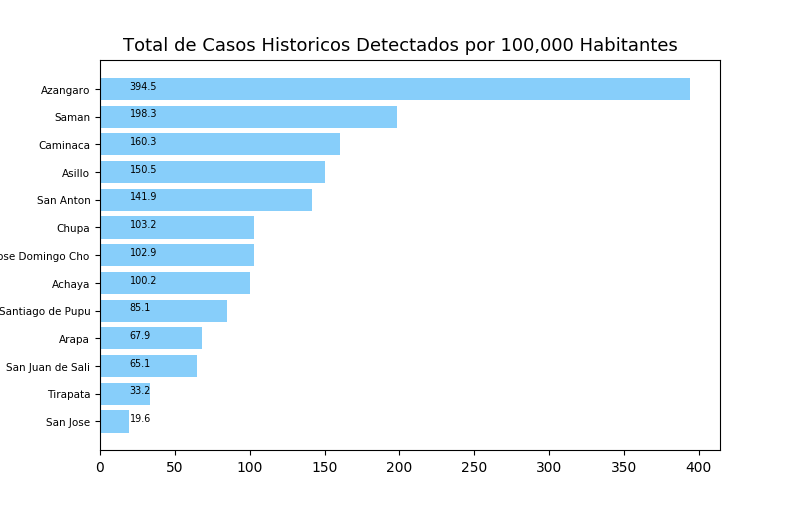 Total de Casos Historicos Detectados por 100,000 Habitantes
Azangaro 394.5
Saman 198.3
Caminaca 160.3
Asillo 150.5
San Anton 141.9
Chupa 103.2
ose Domingo Cho 102.9
Achaya 100.2
Santiago de Pupu 85.1
Arapa 67.9
San Juan de Sali 65.1
Tirapata 33.2
San Jose 19.6
0 50 100 150 200 250 300 350 400